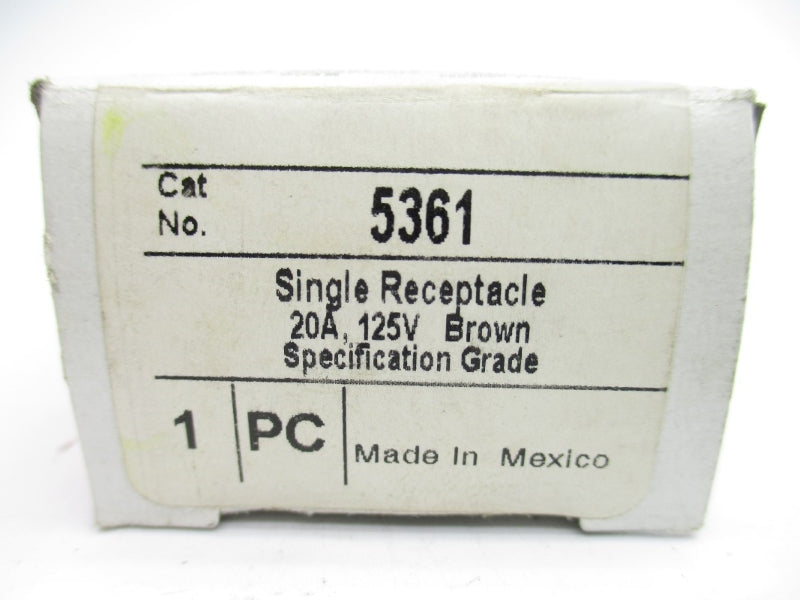 Cat
No. 5361
Single Receptacle
20A, 125V Brown
Specification Grade
1 PC Made In Mexico